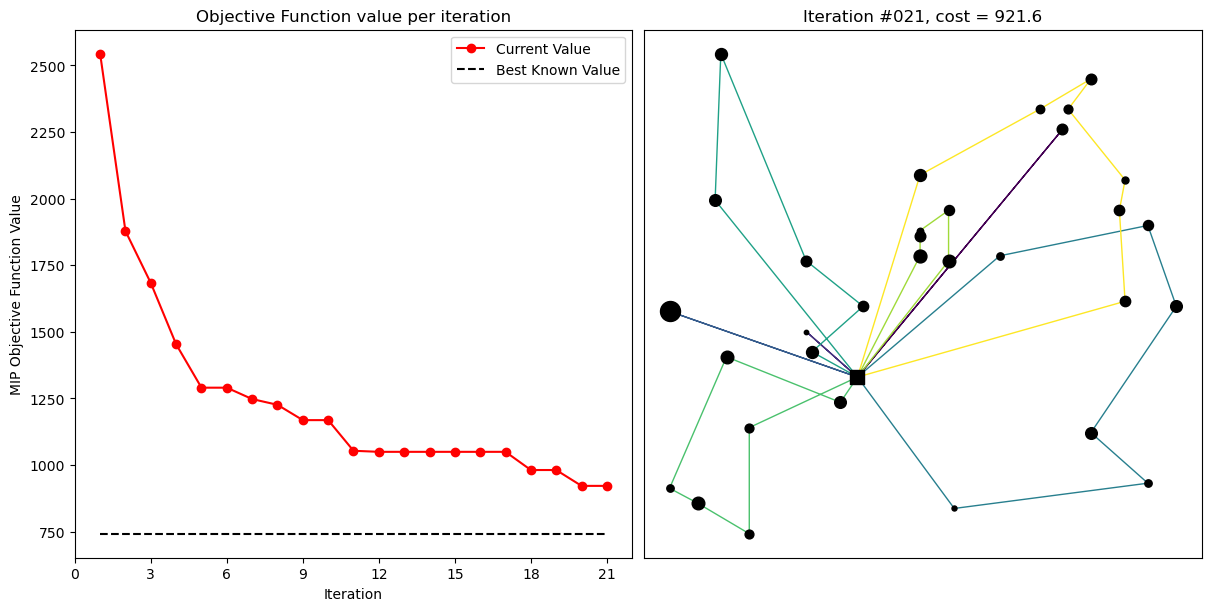 Objective Function value per iteration
Current Value
Best Known Value
2500
2250
2000
1750
1500
1250
1000
750
MIP Objective Function Value
0 3 6 9 12 15 18 21
Iteration
Iteration #021, cost = 921.6